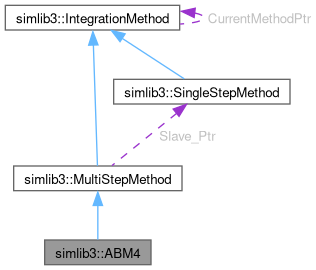 simlib3::IntegrationMethod
CurrentMethodPtr
simlib3::SingleStepMethod
Slave_Ptr
simlib3::MultiStepMethod
simlib3::ABM4